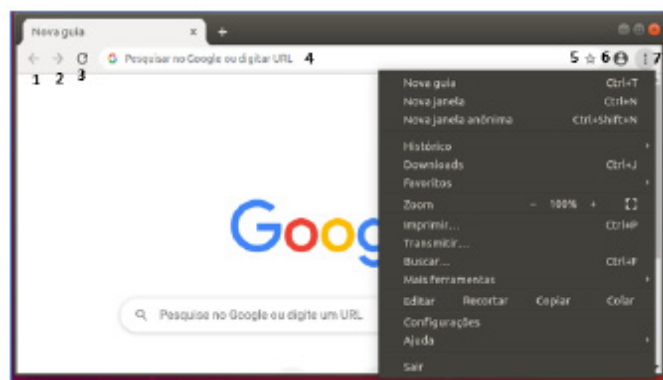 Nova guia × +
Pesquisar no Google ou digitar URL 4 5 6 7
1 2 3
Nova guia Ctrl+T
Nova janela Ctrl+N
Nova janela anônima Ctrl+Shift+N
Histórico
Downloads Ctrl+J
Favoritos
Zoom - 100% +
Imprimir... Ctrl+P
Transmitir...
Buscar... Ctrl+F
Mais ferramentas
Editar Recortar Copiar Colar
Configurações
Ajuda
Sair
Goog
Pesquise no Google ou digite um URL